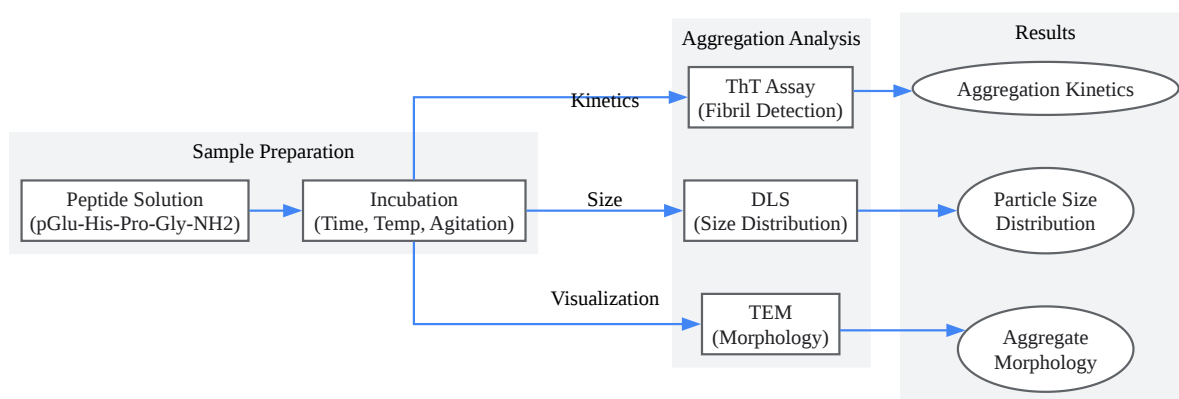 Sample Preparation
Peptide Solution
(pGlu-His-Pro-Gly-NH2)
Incubation
(Time, Temp, Agitation)
Kinetics
Size
Visualization
Aggregation Analysis
ThT Assay
(Fibril Detection)
DLS
(Size Distribution)
TEM
(Morphology)
Results
Aggregation Kinetics
Particle Size
Distribution
Aggregate
Morphology